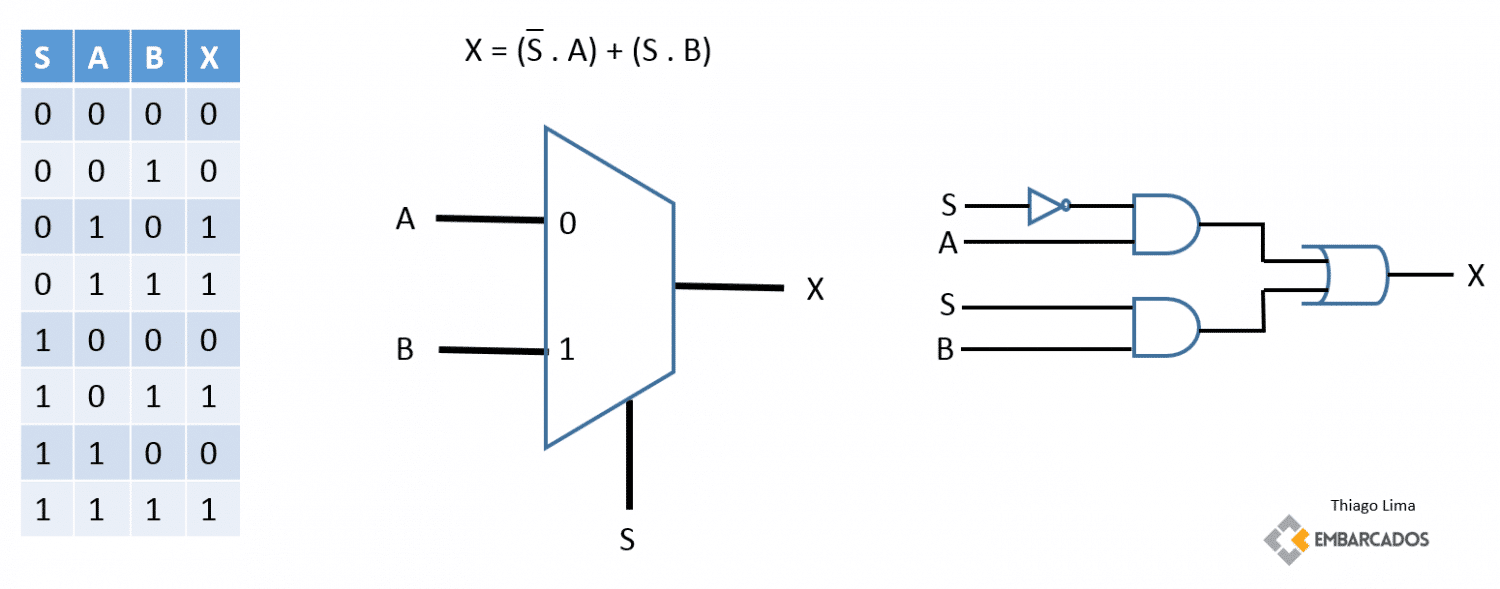 S A B X
0 0 0 0
0 0 1 0
0 1 0 1
0 1 1 1
1 0 0 0
1 0 1 1
1 1 0 0
1 1 1 1
X = (S̅ . A) + (S . B)
A
0
B
1
X
S
S
A
S
B
X
Thiago Lima
EMBARCADOS